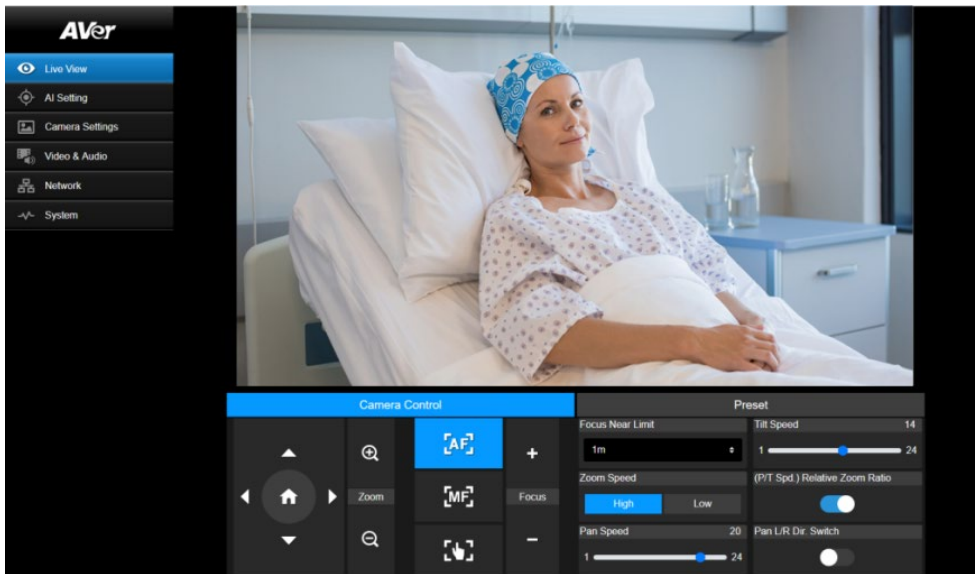 AVer
Live View
AI Setting
Camera Settings
Video & Audio
Network
System
Camera Control
Preset
Zoom
AF
MF
Focus
Focus Near Limit
1m
Zoom Speed
High Low
Pan Speed 20
1 24
Tilt Speed 14
1 24
(P/T Spd.) Relative Zoom Ratio
Pan L/R Dir. Switch